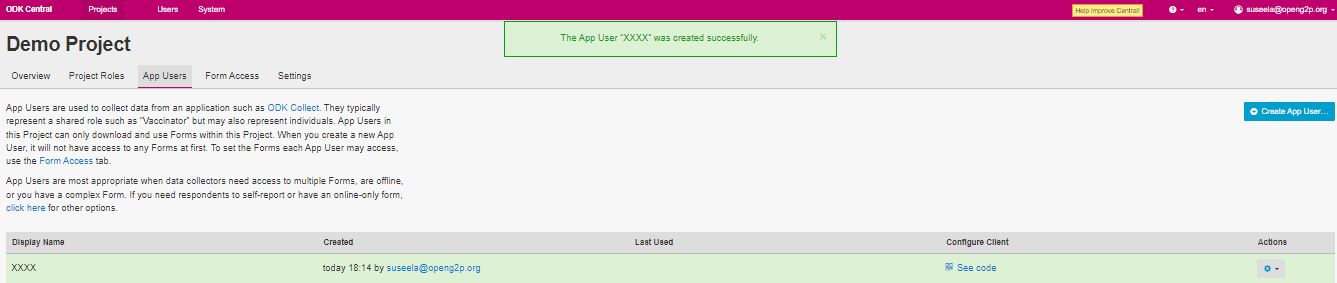 ODK Central Projects Users System Help improve Central! en suseela@openg2p.org
The App User "XXXX" was created successfully. ×
Demo Project
Overview Project Roles App Users Form Access Settings
App Users are used to collect data from an application such as ODK Collect. They typically
represent a shared role such as "Vaccinator" but may also represent individuals. App Users in
this Project can only download and use Forms within this Project. When you create a new App
User, it will not have access to any Forms at first. To set the Forms each App User may access,
use the Form Access tab.
Create App User...
App Users are most appropriate when data collectors need access to multiple Forms, are offline,
or you have a complex Form. If you need respondents to self-report or have an online-only form,
click here for other options.
Display Name Created Last Used Configure Client Actions
XXXX today 18:14 by suseela@openg2p.org See code